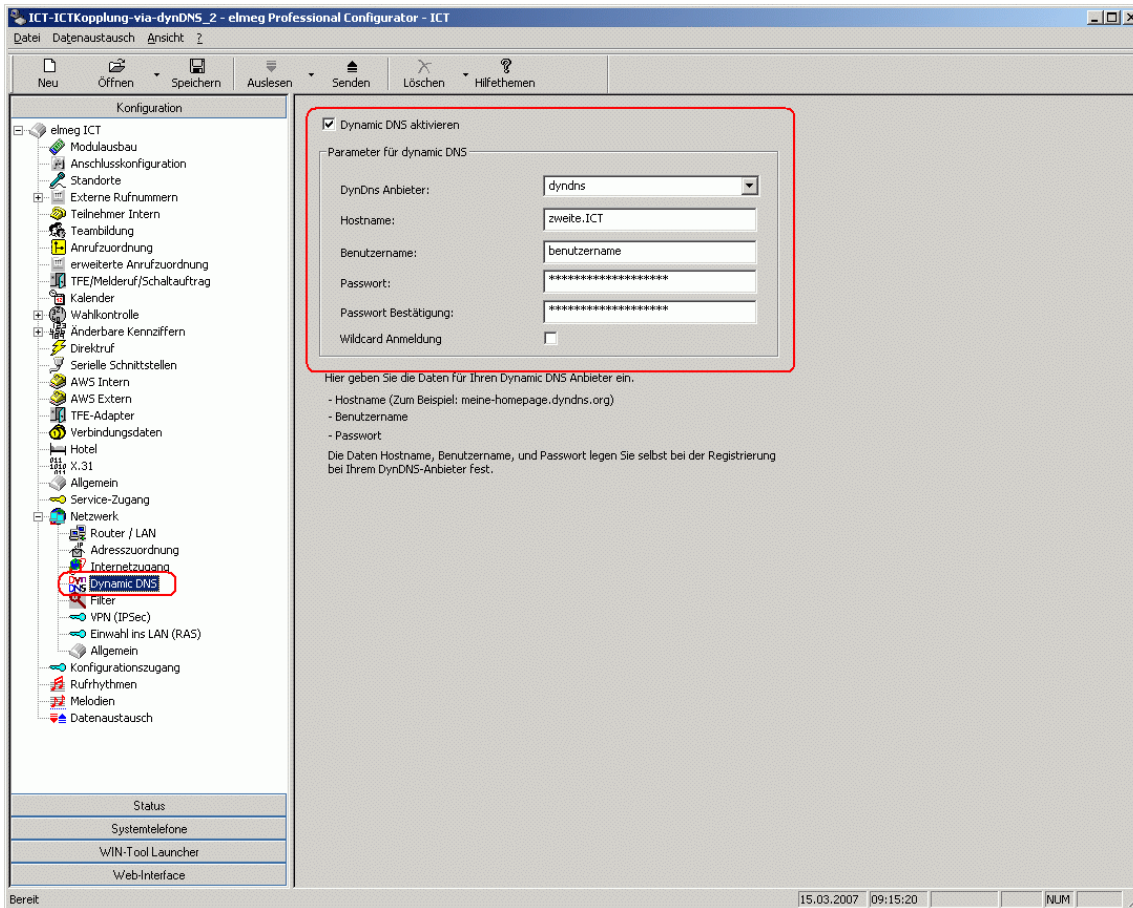 ICT-ICTKopplung-via-dynDNS_2 - elmeg Professional Configurator - ICT
Datei Datenaustausch Ansicht ?
Neu Öffnen Speichern Auslesen Senden Löschen Hilfethemen
Konfiguration
elmeg ICT
Modulausbau
Anschlusskonfiguration
Standorte
Externe Rufnummern
Teilnehmer Intern
Teambildung
Anrufzuordnung
erweiterte Anrufzuordnung
TFE/Melderuf/Schaltauftrag
Kalender
Wahlkontrolle
Änderbare Kennziffern
Direktruf
Serielle Schnittstellen
AWS Intern
AWS Extern
TFE-Adapter
Verbindungsdaten
Hotel
X.31
Allgemein
Service-Zugang
Netzwerk
Router / LAN
Adresszuordnung
Internetzugang
Dynamic DNS
Filter
VPN (IPSec)
Einwahl ins LAN (RAS)
Allgemein
Konfigurationszugang
Rufrhythmen
Melodien
Datenaustausch
Status
Systemtelefone
WIN-Tool Launcher
Web-Interface
Dynamic DNS aktivieren
Parameter für dynamic DNS
DynDns Anbieter: dyndns
Hostname: zweite.ICT
Benutzername: benutzername
Passwort: *******************
Passwort Bestätigung: *******************
Wildcard Anmeldung
Hier geben Sie die Daten für Ihren Dynamic DNS Anbieter ein.
- Hostname (Zum Beispiel: meine-homepage.dyndns.org)
- Benutzername
- Passwort
Die Daten Hostname, Benutzername, und Passwort legen Sie selbst bei der Registrierung
bei Ihrem DynDNS-Anbieter fest.
Bereit 15.03.2007 09:15:20 NUM